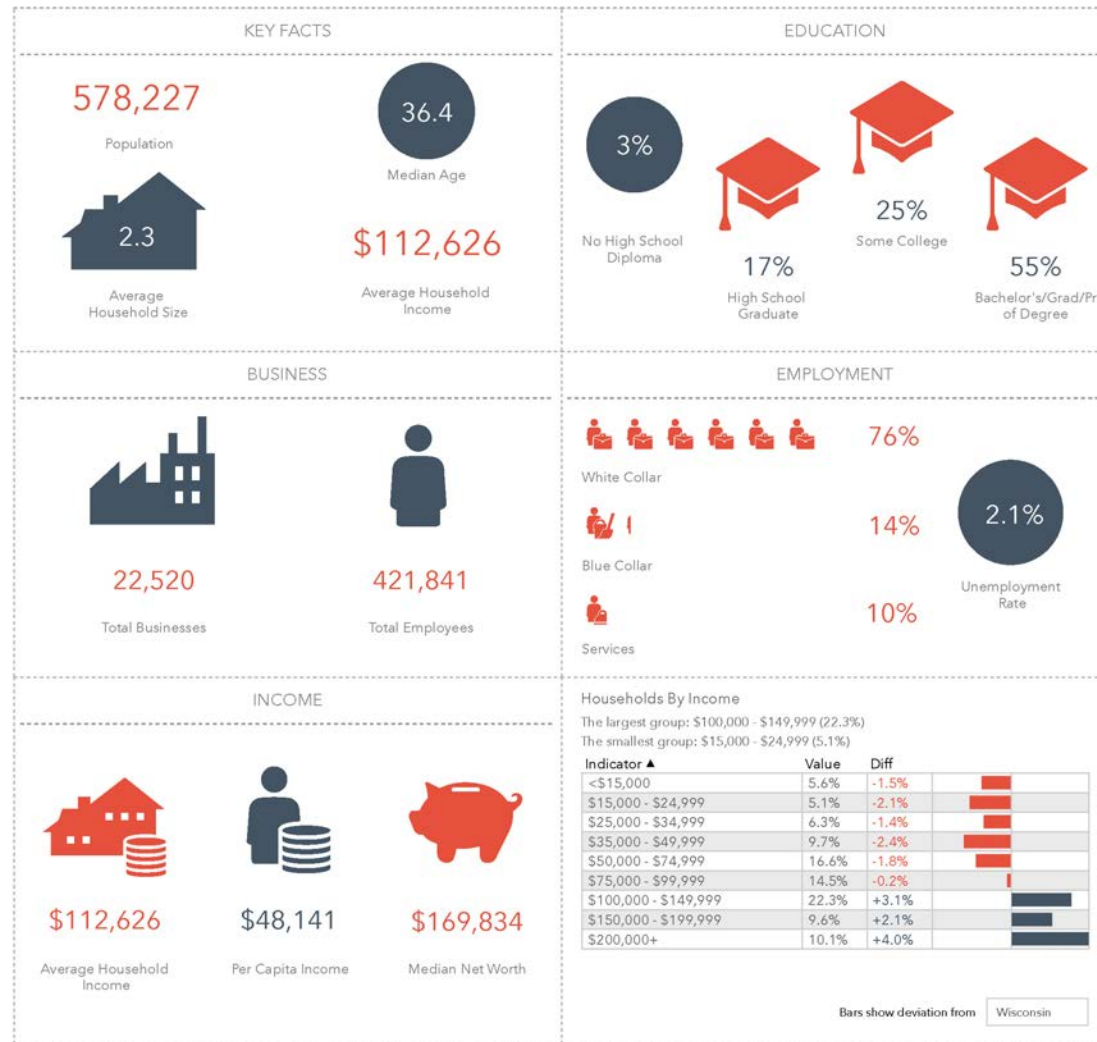 KEY FACTS
578,227
Population
36.4
Median Age
2.3
Average
Household Size
$112,626
Average Household
Income
EDUCATION
3%
No High School
Diploma
17%
High School
Graduate
25%
Some College
55%
Bachelor's/Grad/Pr
of Degree
BUSINESS
22,520
Total Businesses
421,841
Total Employees
EMPLOYMENT
76%
White Collar
14%
Blue Collar
10%
Services
2.1%
Unemployment
Rate
INCOME
$112,626
Average Household
Income
$48,141
Per Capita Income
$169,834
Median Net Worth
Households By Income
The largest group: $100,000 - $149,999 (22.3%)
The smallest group: $15,000 - $24,999 (5.1%)
Indicator ▲ Value Diff
<$15,000 5.6% -1.5%
$15,000 - $24,999 5.1% -2.1%
$25,000 - $34,999 6.3% -1.4%
$35,000 - $49,999 9.7% -2.4%
$50,000 - $74,999 16.6% -1.8%
$75,000 - $99,999 14.5% -0.2%
$100,000 - $149,999 22.3% +3.1%
$150,000 - $199,999 9.6% +2.1%
$200,000+ 10.1% +4.0%
Bars show deviation from Wisconsin